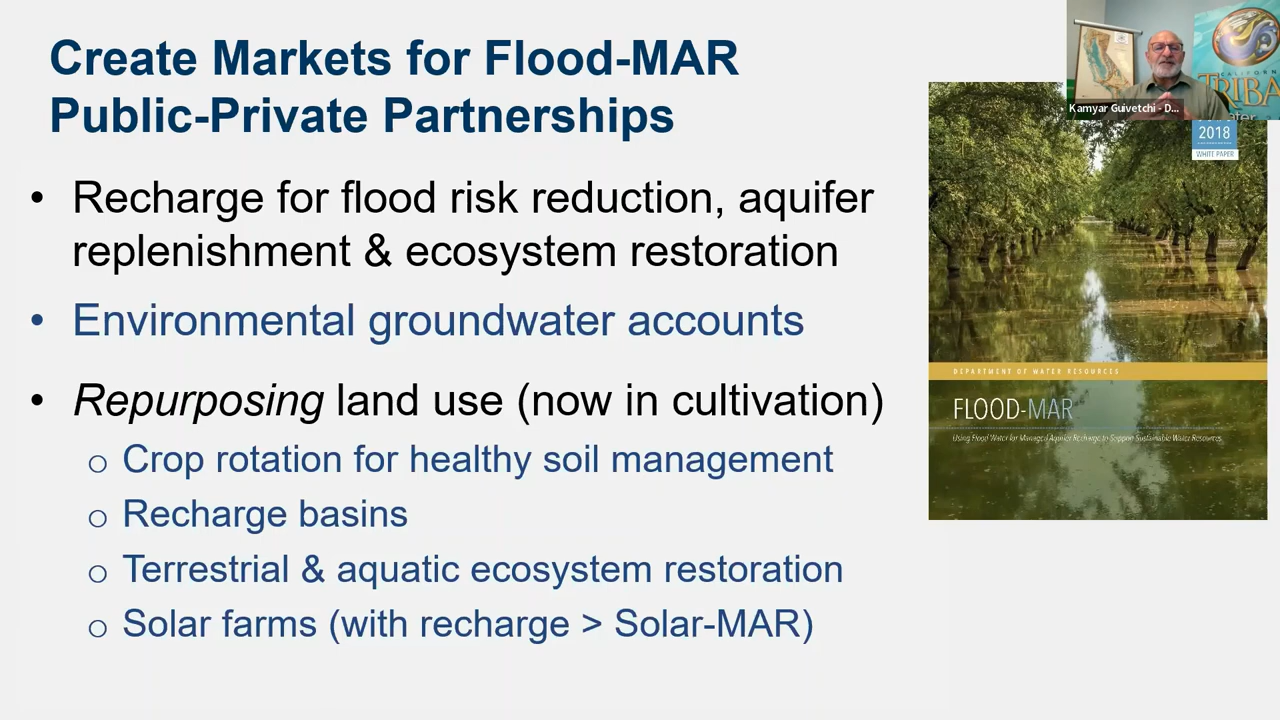 Create Markets for Flood-MAR
Public-Private Partnerships
• Recharge for flood risk reduction, aquifer
replenishment & ecosystem restoration
• Environmental groundwater accounts
• Repurposing land use (now in cultivation)
o Crop rotation for healthy soil management
o Recharge basins
o Terrestrial & aquatic ecosystem restoration
o Solar farms (with recharge > Solar-MAR)
CALIFORN
TRIBA
Kamyar Guivetchi - D...
2018
WHITE PAPER
DEPARTMENT OF WATER RESOURCES
FLOOD-MAR
Using Flood Water for Managed Aquifer Recharge to Support Sustainable Water Resources